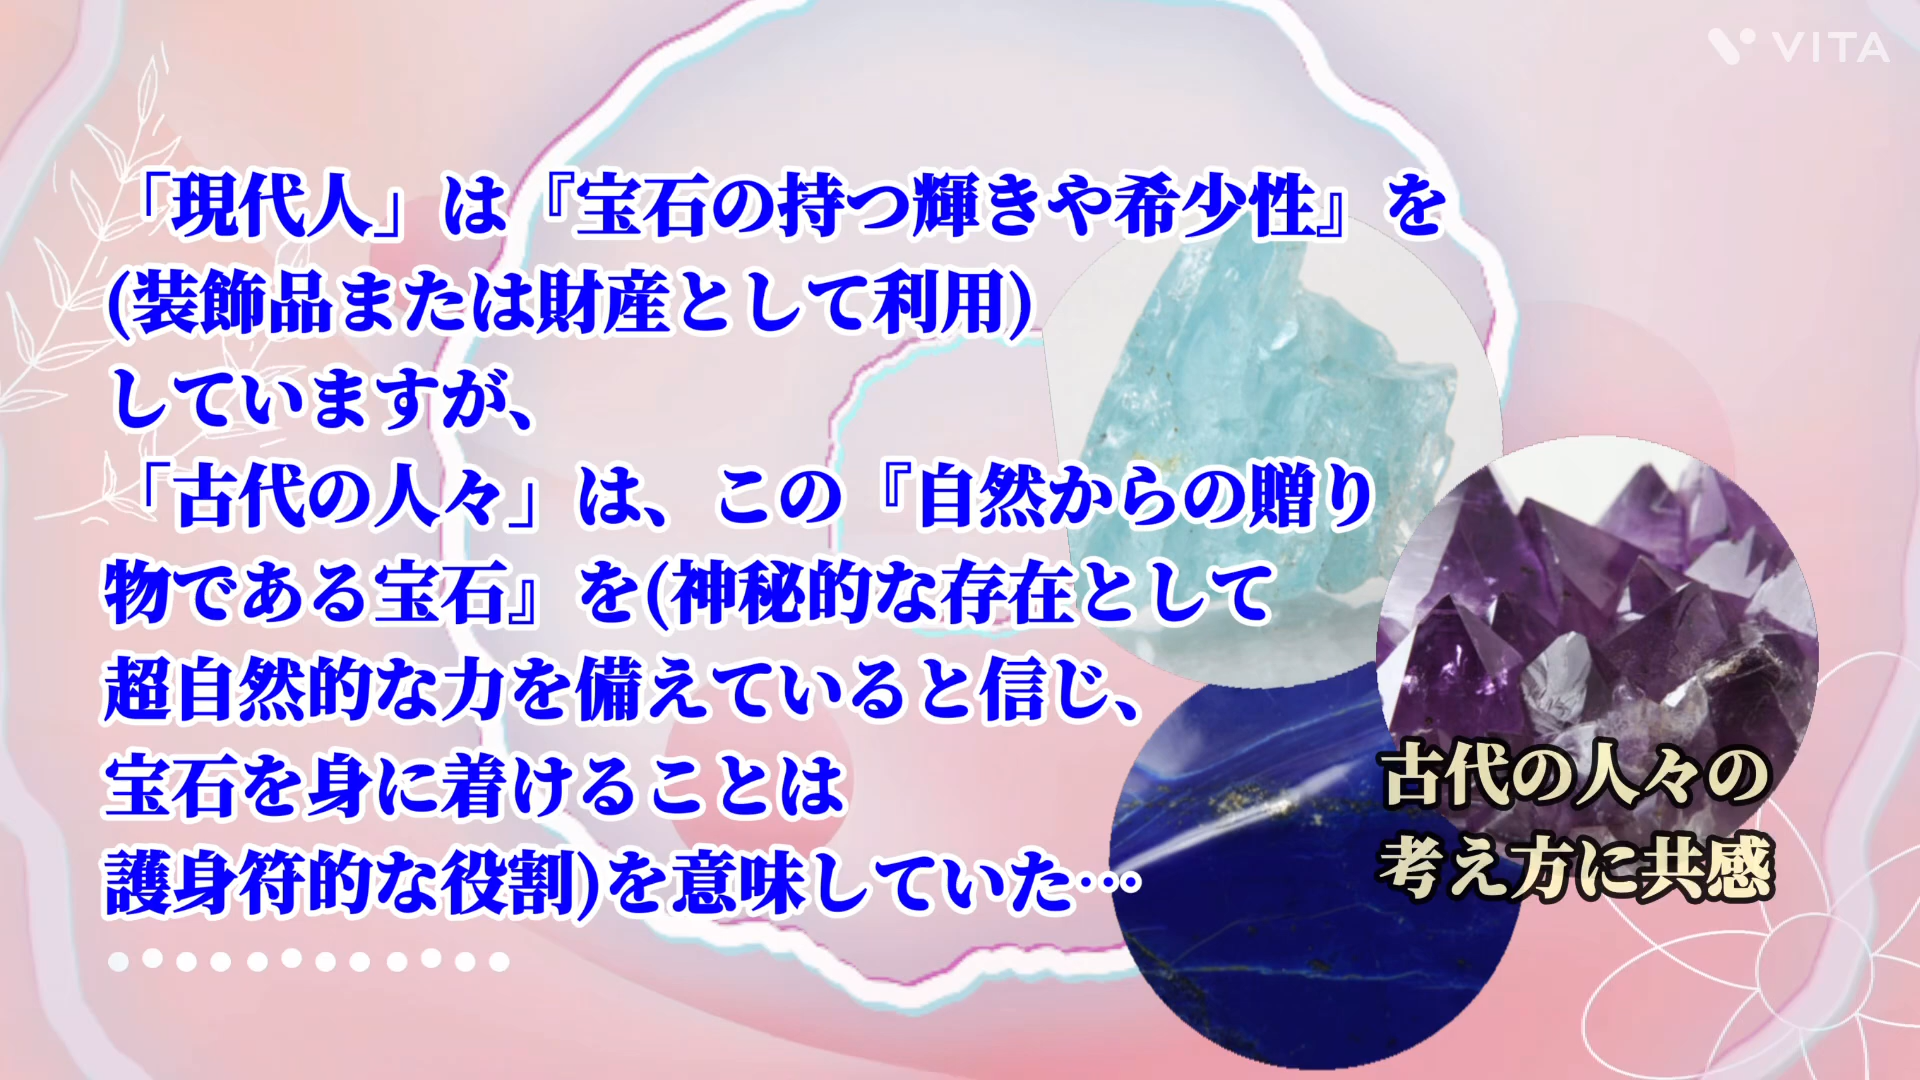 VITA
「現代人」は『宝石の持つ輝きや希少性』を
(装飾品または財産として利用)
していますが、
「古代の人々」は、この『自然からの贈り
物である宝石』を(神秘的な存在として
超自然的な力を備えていると信じ、
宝石を身に着けることは
護身符的な役割)を意味していた…
古代の人々の
考え方に共感